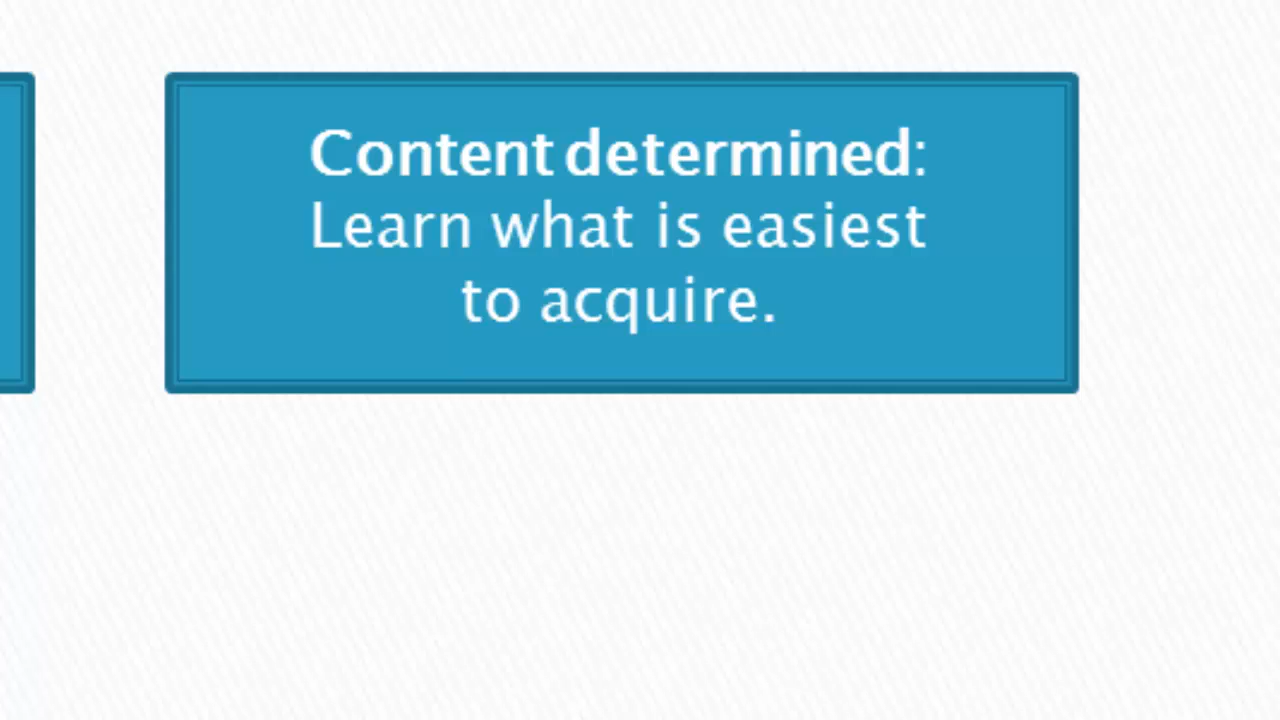 Content determined:
Learn what is easiest
to acquire.